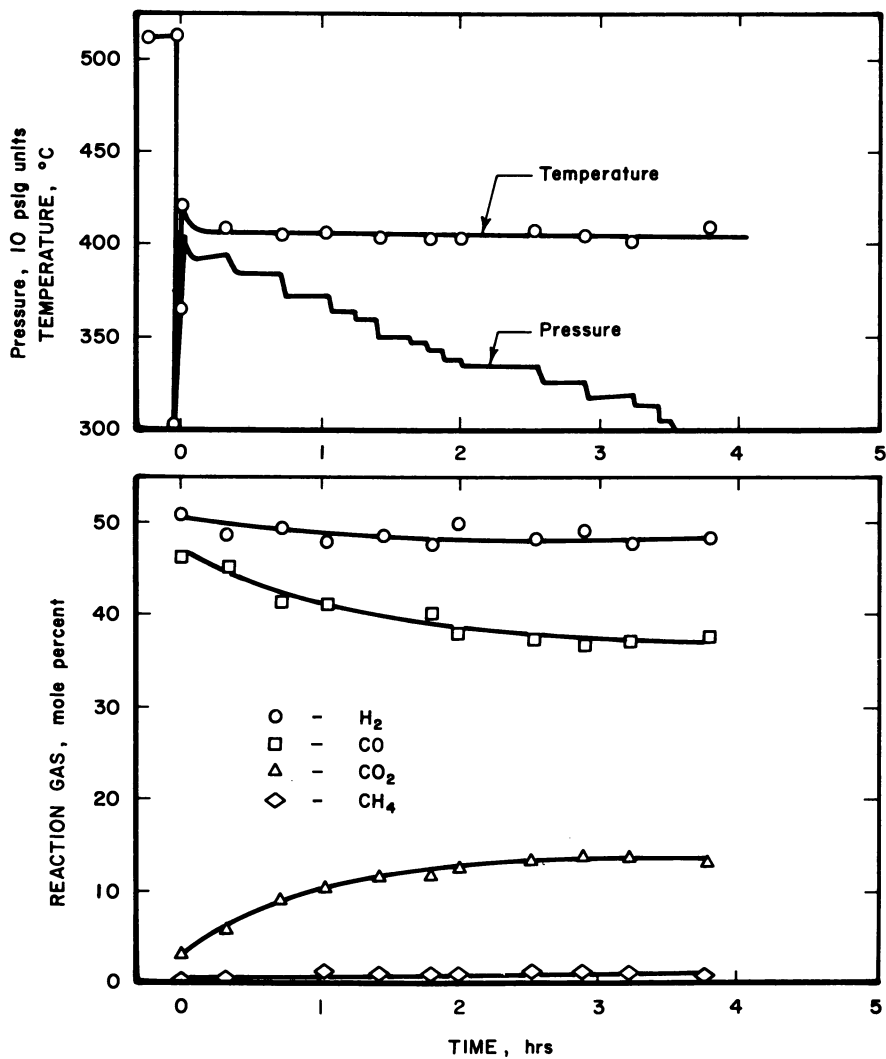 Pressure, 10 psig units
TEMPERATURE, °C
500
450
400
350
300
Temperature
Pressure
0 1 2 3 4 5
REACTION GAS, mole percent
50
40
30
20
10
0
○ - H₂
□ - CO
△ - CO₂
◇ - CH₄
0 1 2 3 4 5
TIME, hrs